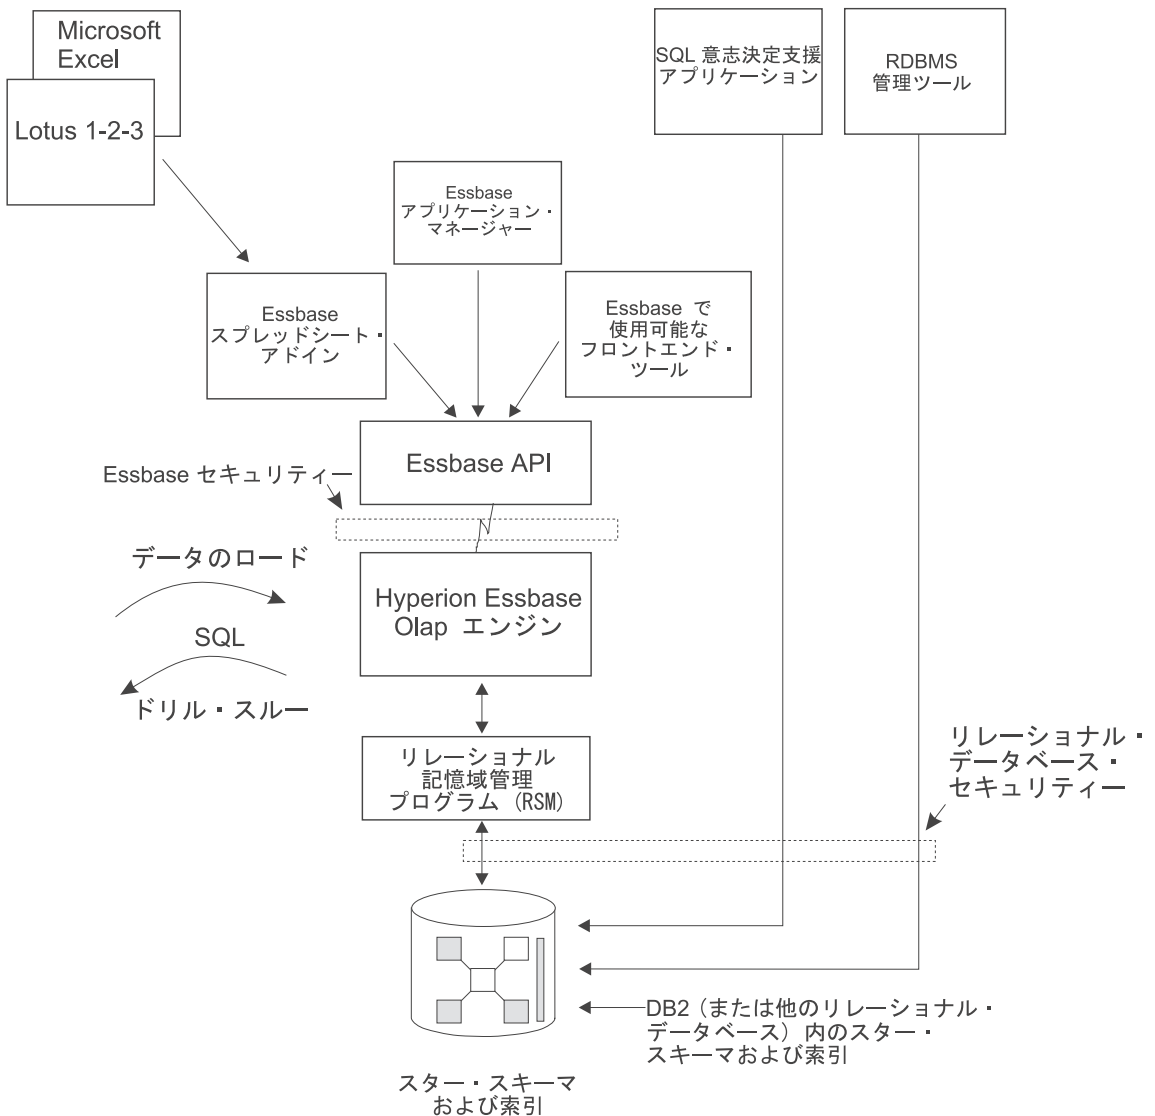 Microsoft
Excel
Lotus 1-2-3
SQL 意志決定支援
アプリケーション
RDBMS
管理ツール
Essbase
アプリケーション・
マネージャー
Essbase
スプレッドシート・
アドイン
Essbase で
使用可能な
フロントエンド・
ツール
Essbase API
Essbase セキュリティー
データのロード
SQL
ドリル・スルー
Hyperion Essbase
Olap エンジン
リレーショナル
記憶域管理
プログラム (RSM)
リレーショナル・
データベース・
セキュリティー
DB2 (または他のリレーショナル・
データベース) 内のスター・
スキーマおよび索引
スター・スキーマ
および索引